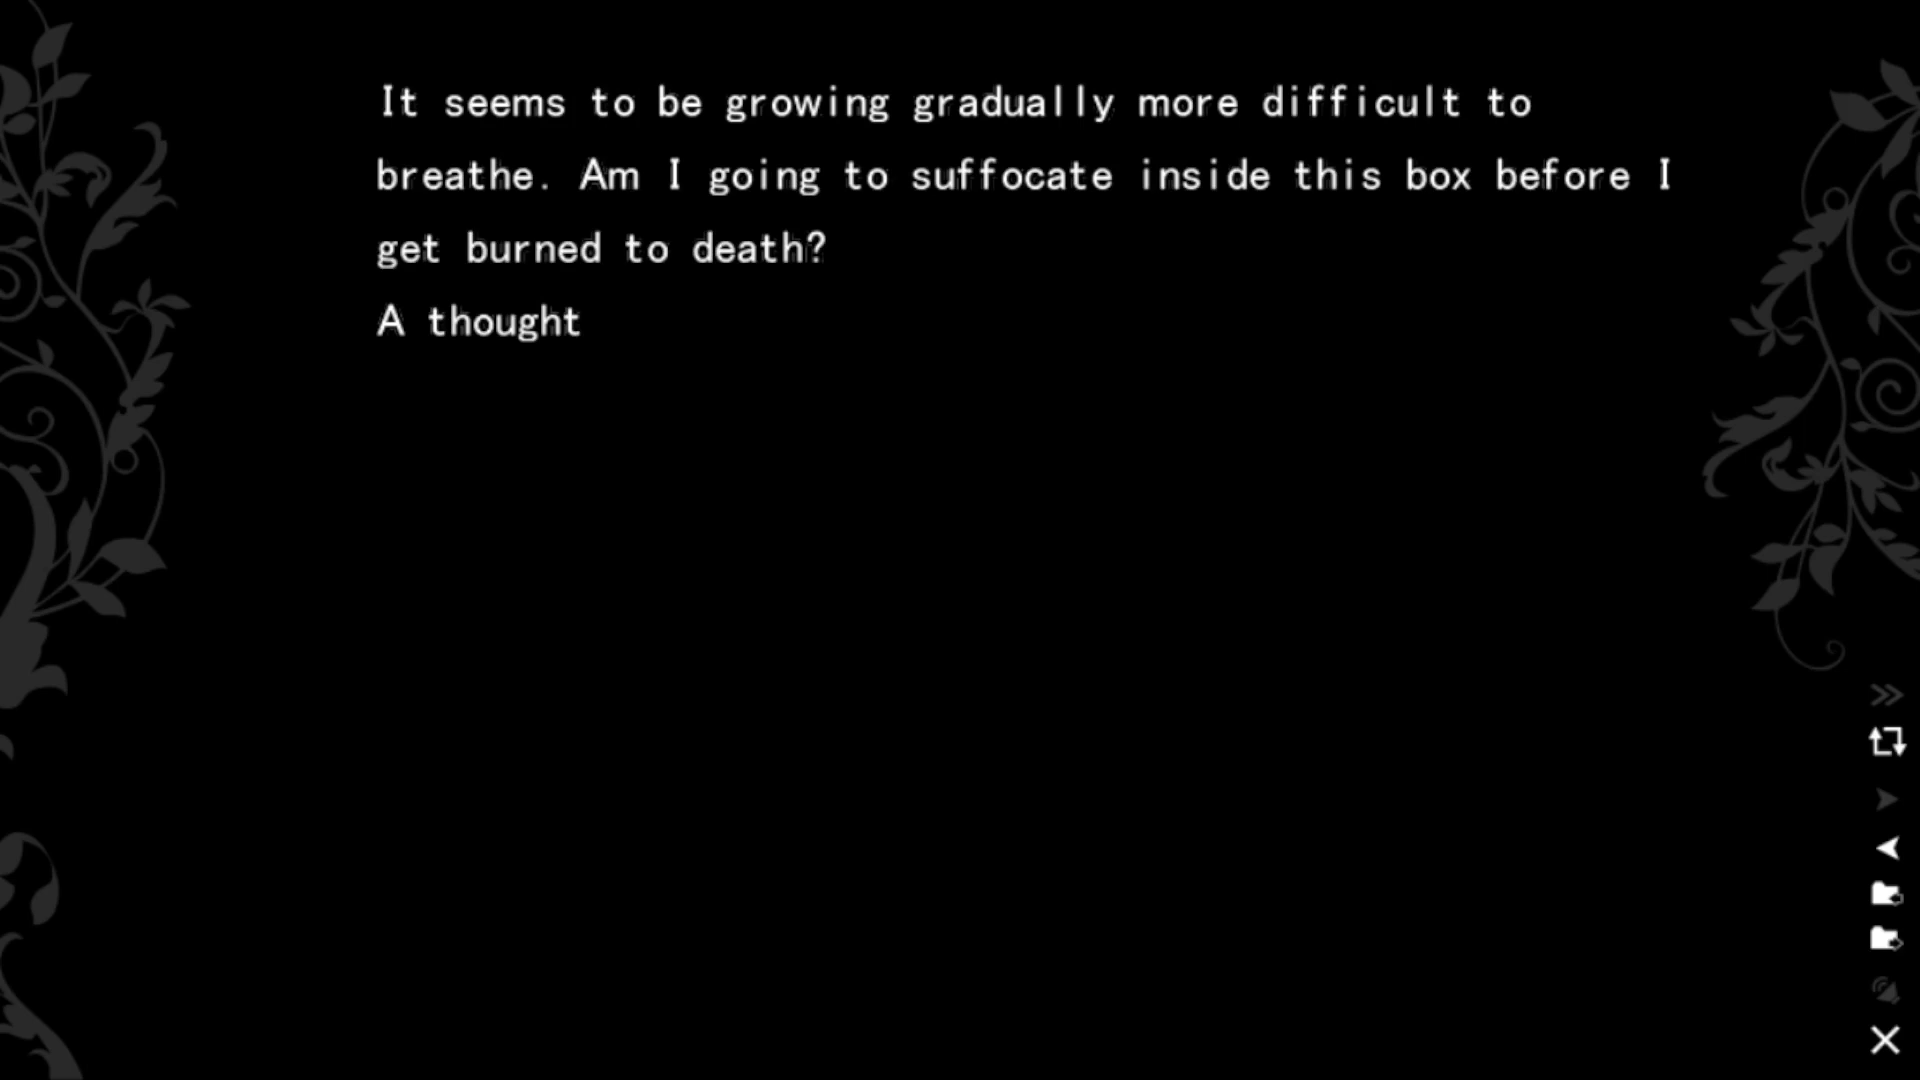 It seems to be growing gradually more difficult to
breathe. Am I going to suffocate inside this box before I
get burned to death?
A thought